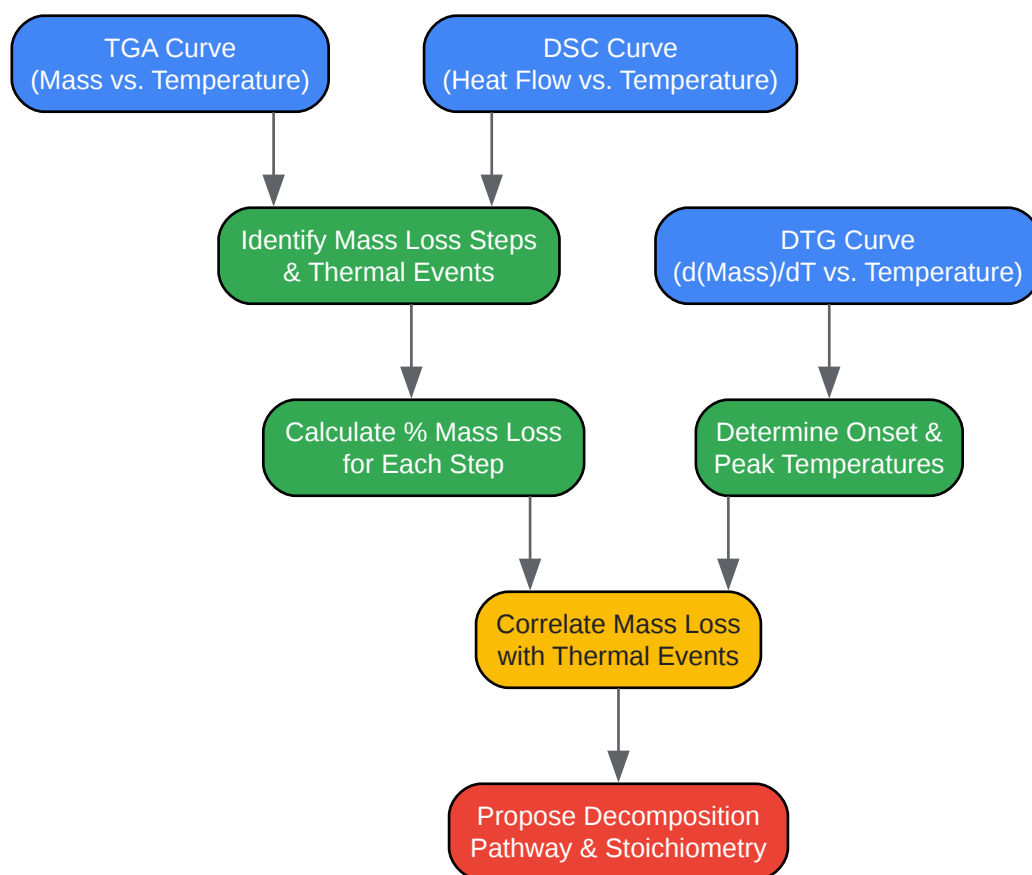 TGA Curve
(Mass vs. Temperature)
DSC Curve
(Heat Flow vs. Temperature)
Identify Mass Loss Steps
& Thermal Events
DTG Curve
(d(Mass)/dT vs. Temperature)
Calculate % Mass Loss
for Each Step
Determine Onset &
Peak Temperatures
Correlate Mass Loss
with Thermal Events
Propose Decomposition
Pathway & Stoichiometry